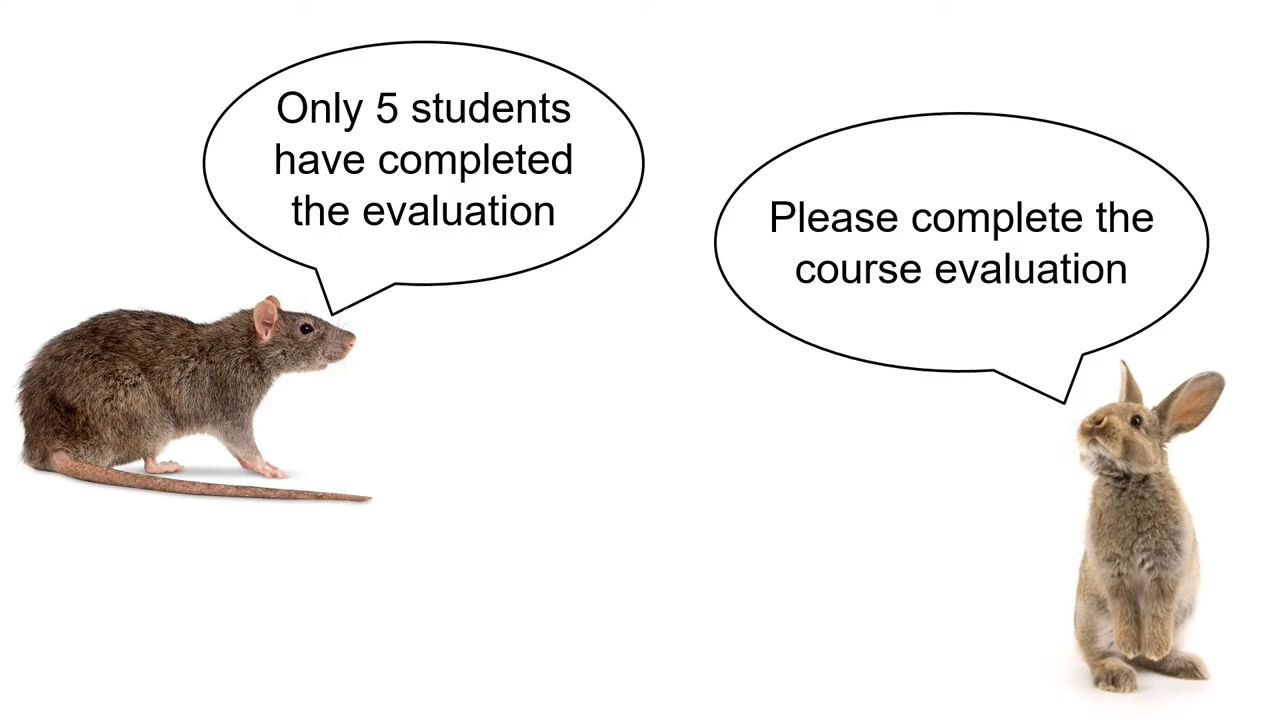 Only 5 students
have completed
the evaluation
Please complete the
course evaluation